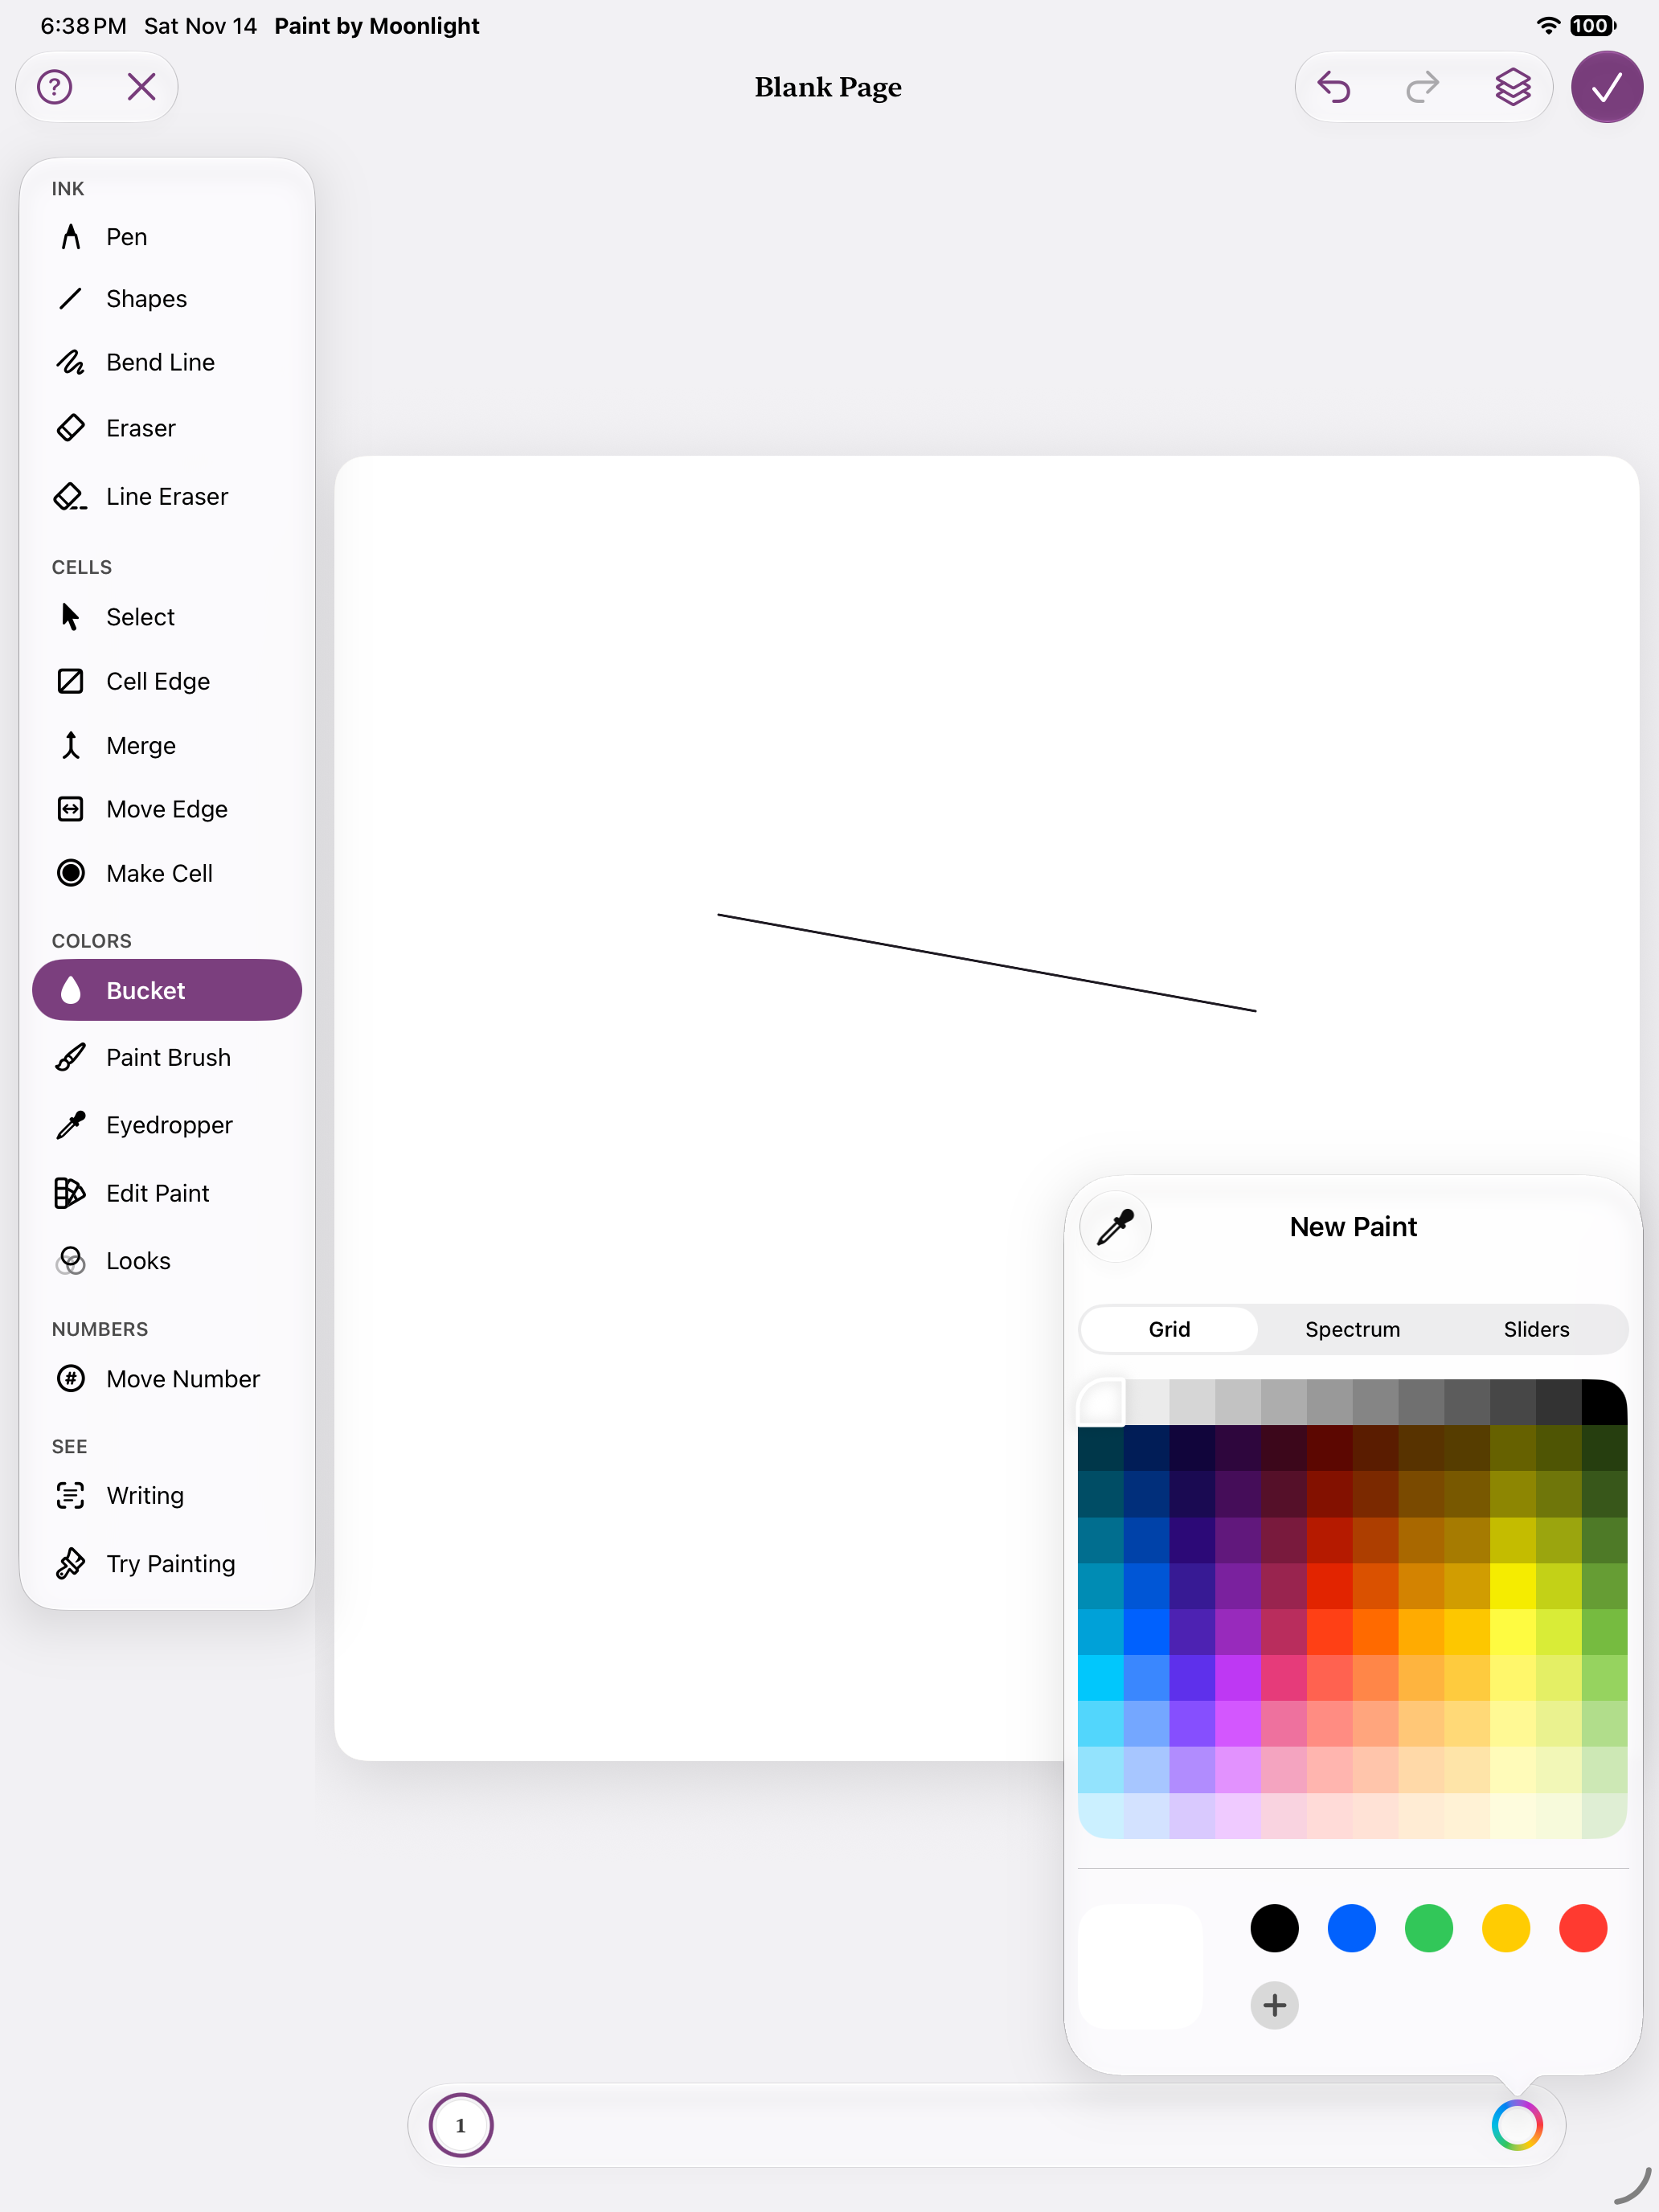 6:38 PM Sat Nov 14 Paint by Moonlight
100
Blank Page
INK
Pen
Shapes
Bend Line
Eraser
Line Eraser
CELLS
Select
Cell Edge
Merge
Move Edge
Make Cell
COLORS
Bucket
Paint Brush
Eyedropper
Edit Paint
Looks
NUMBERS
Move Number
SEE
Writing
Try Painting
New Paint
Grid Spectrum Sliders
1